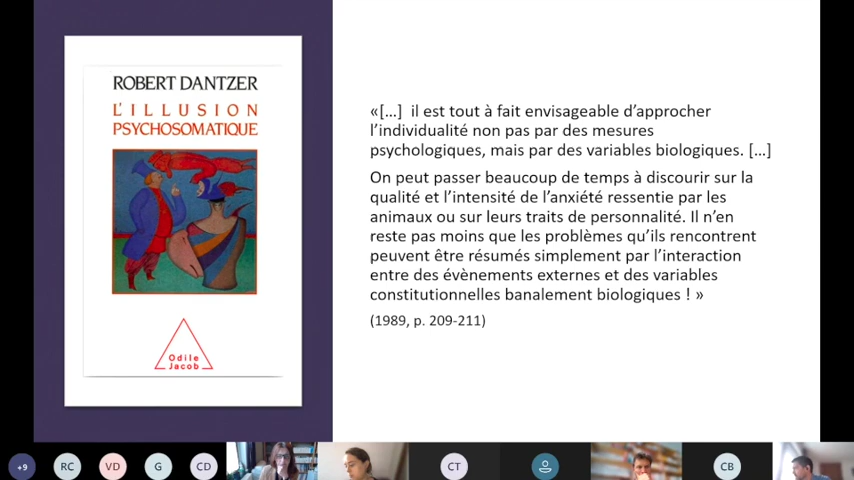 ROBERT DANTZER
L'ILLUSION
PSYCHOSOMATIQUE
Odile
Jacob
«[…] il est tout à fait envisageable d'approcher
l'individualité non pas par des mesures
psychologiques, mais par des variables biologiques. […]
On peut passer beaucoup de temps à discourir sur la
qualité et l'intensité de l'anxiété ressentie par les
animaux ou sur leurs traits de personnalité. Il n'en
reste pas moins que les problèmes qu'ils rencontrent
peuvent être résumés simplement par l'interaction
entre des évènements externes et des variables
constitutionnelles banalement biologiques ! »
(1989, p. 209-211)
+9 RC VD G CD CT CB